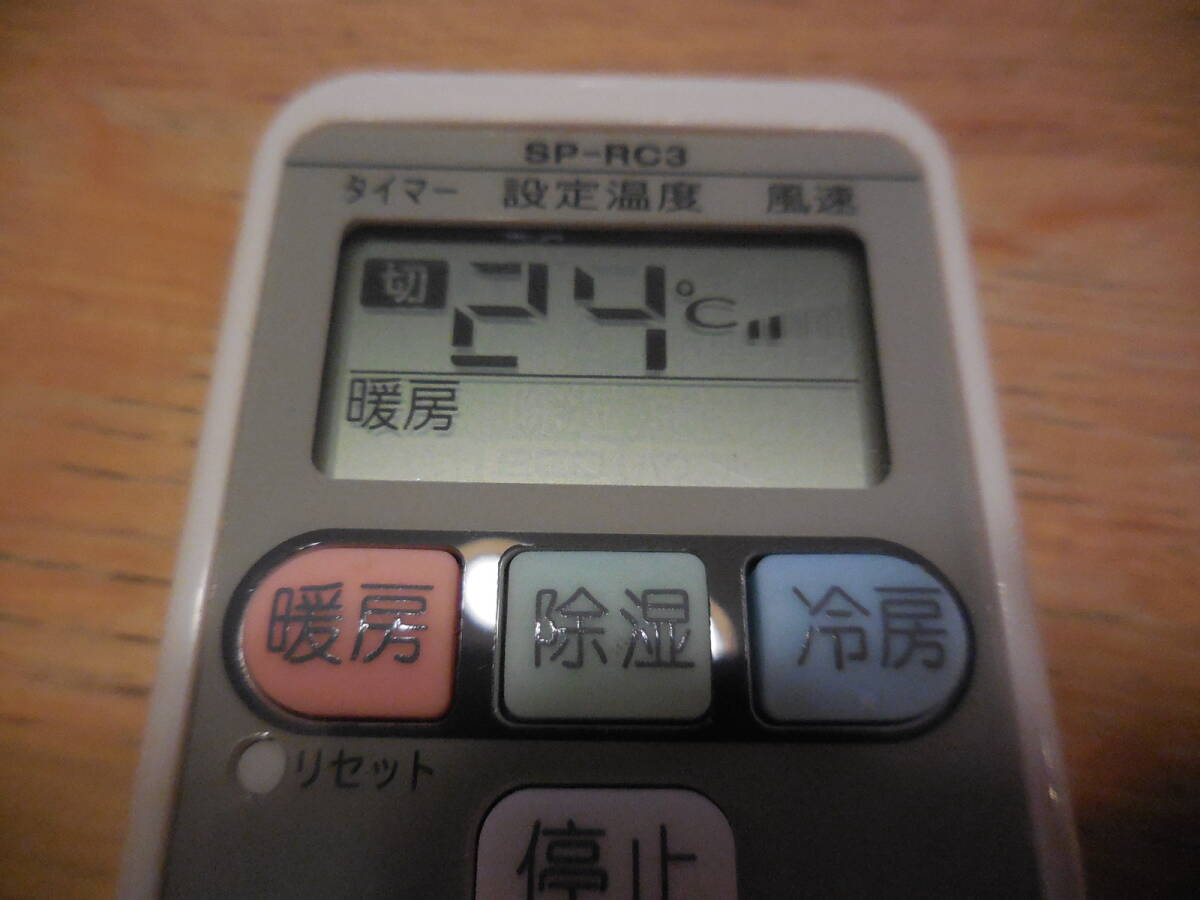 SP-RC3
タイマー 設定温度 風速
切 24℃
暖房
暖房 除湿 冷房
リセット
停止